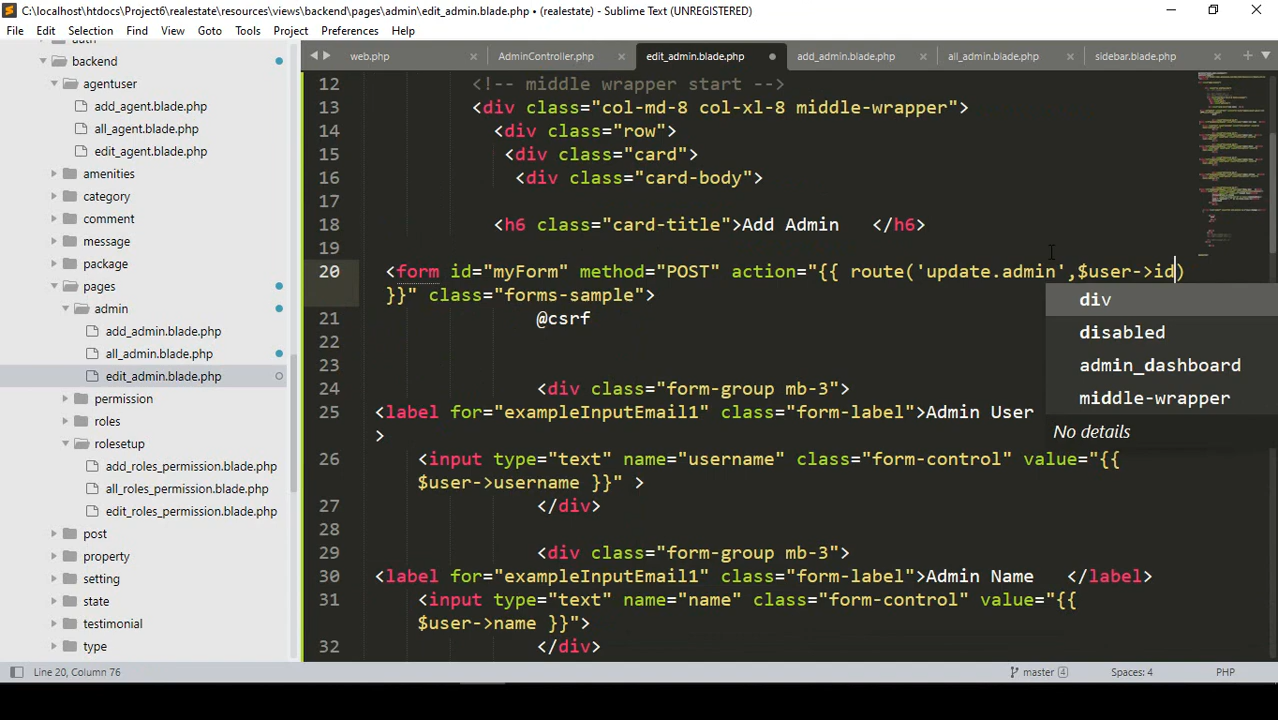 C:\localhost\htdocs\Project6\realestate\resources\views\backend\pages\admin\edit_admin.blade.php • (realestate) - Sublime Text (UNREGISTERED)
File Edit Selection Find View Goto Tools Project Preferences Help
web.php AdminController.php edit_admin.blade.php add_admin.blade.php all_admin.blade.php sidebar.blade.php
backend
agentuser
add_agent.blade.php
all_agent.blade.php
edit_agent.blade.php
amenities
category
comment
message
package
pages
admin
add_admin.blade.php
all_admin.blade.php
edit_admin.blade.php
permission
roles
rolesetup
add_roles_permission.blade.php
all_roles_permission.blade.php
edit_roles_permission.blade.php
post
property
setting
state
testimonial
type
12 <!-- middle wrapper start -->
13 <div class="col-md-8 col-xl-8 middle-wrapper">
14 <div class="row">
15 <div class="card">
16 <div class="card-body">
17
18 <h6 class="card-title">Add Admin </h6>
19
20 <form id="myForm" method="POST" action="{{ route('update.admin',$user->id)
}}" class="forms-sample">
21 @csrf
22
23
24 <div class="form-group mb-3">
25 <label for="exampleInputEmail1" class="form-label">Admin User
>
26 <input type="text" name="username" class="form-control" value="{{
$user->username }}" >
27 </div>
28
29 <div class="form-group mb-3">
30 <label for="exampleInputEmail1" class="form-label">Admin Name </label>
31 <input type="text" name="name" class="form-control" value="{{
$user->name }}">
32 </div>
div
disabled
admin_dashboard
middle-wrapper
No details
Line 20, Column 76 master 4 Spaces: 4 PHP